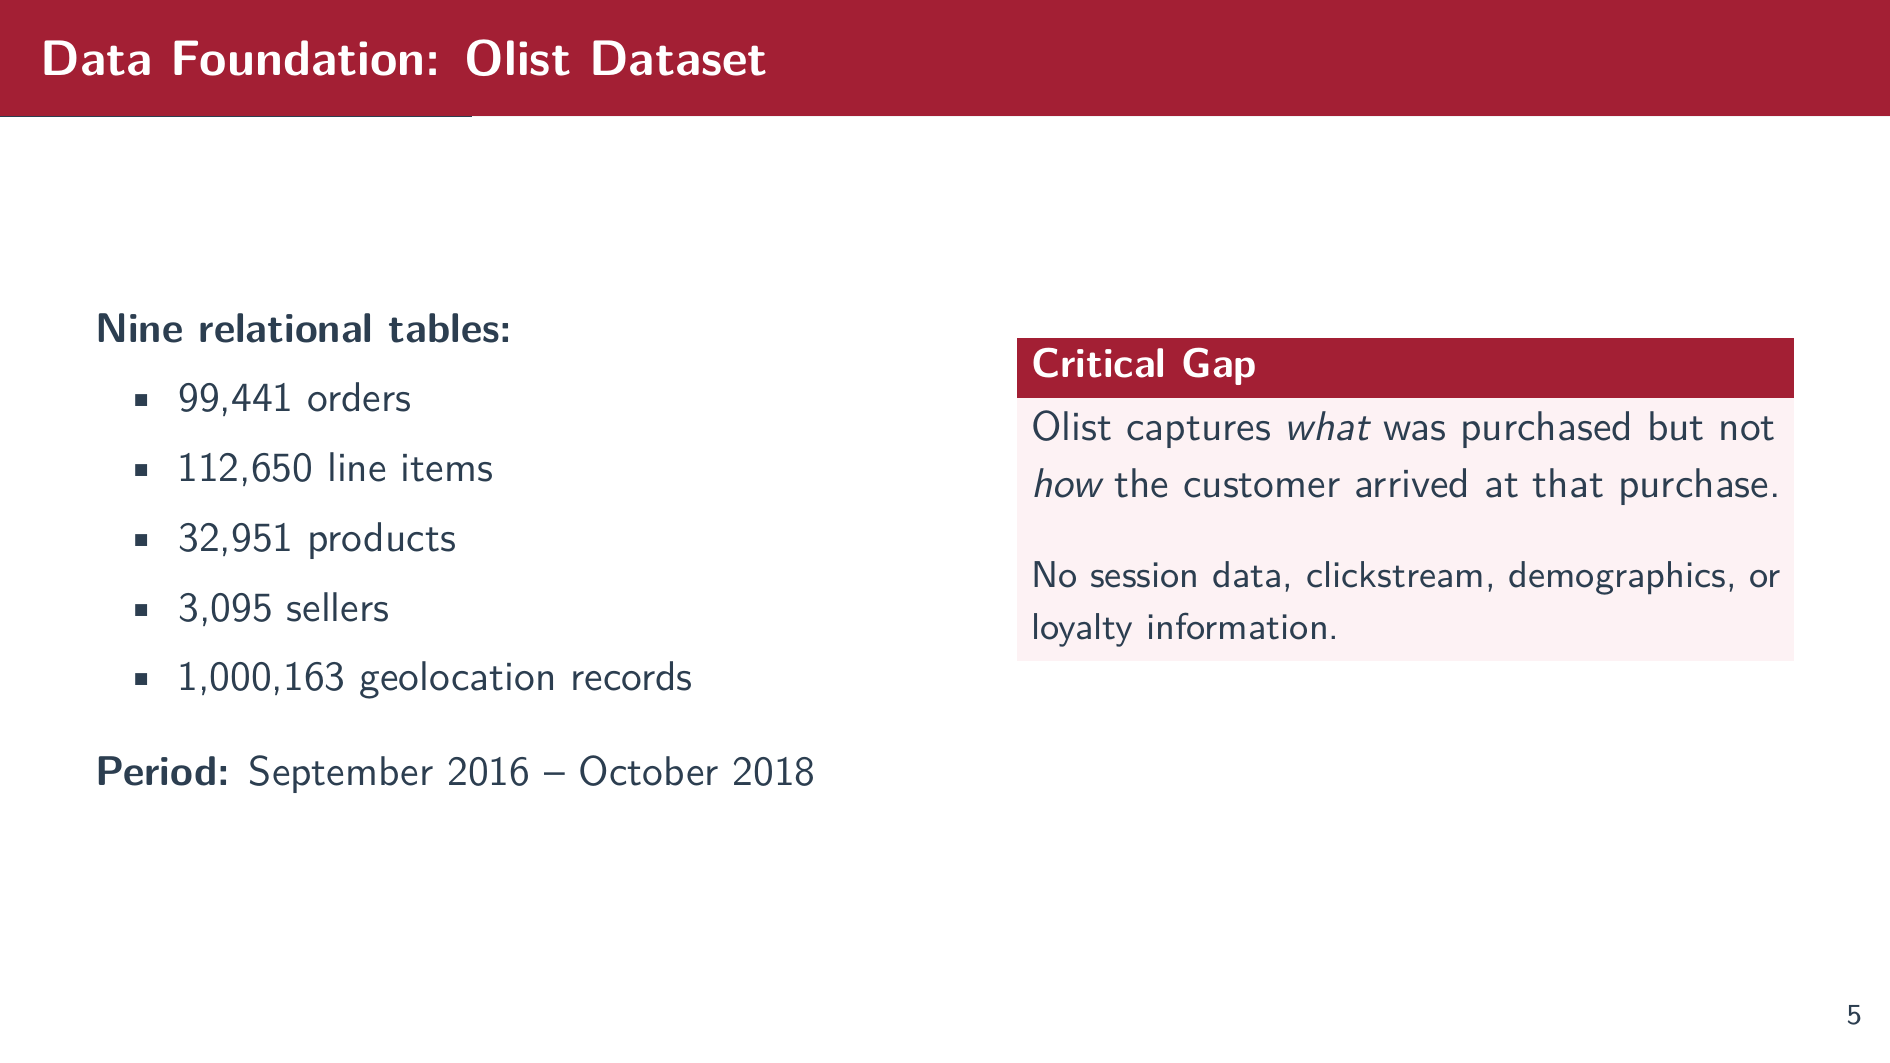 Data Foundation: Olist Dataset
Nine relational tables:
▪ 99,441 orders
▪ 112,650 line items
▪ 32,951 products
▪ 3,095 sellers
▪ 1,000,163 geolocation records
Period: September 2016 – October 2018
Critical Gap
Olist captures what was purchased but not
how the customer arrived at that purchase.
No session data, clickstream, demographics, or
loyalty information.
5